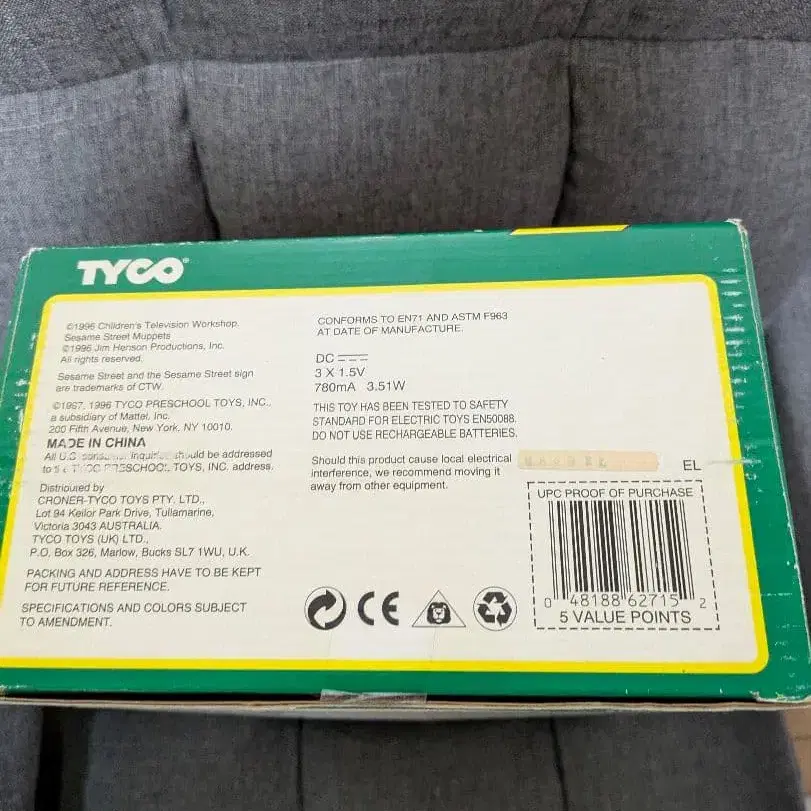 TYCO®
©1996 Children's Television Workshop.
Sesame Street Muppets
©1996 Jim Henson Productions, Inc.
All rights reserved.
Sesame Street and the Sesame Street sign
are trademarks of CTW.
©1997, 1996 TYCO PRESCHOOL TOYS, INC.,
a subsidiary of Mattel, Inc.
200 Fifth Avenue, New York, NY 10010.
MADE IN CHINA
All U.S. consumer inquiries should be addressed
to TYCO PRESCHOOL TOYS, INC. address.
Distributed by
CRONER-TYCO TOYS PTY. LTD.,
Lot 94 Keilor Park Drive, Tullamarine,
Victoria 3043 AUSTRALIA.
TYCO TOYS (UK) LTD.,
P.O. Box 326, Marlow, Bucks SL7 1WU, U.K.
PACKING AND ADDRESS HAVE TO BE KEPT
FOR FUTURE REFERENCE.
SPECIFICATIONS AND COLORS SUBJECT
TO AMENDMENT.
CONFORMS TO EN71 AND ASTM F963
AT DATE OF MANUFACTURE.
DC
3 X 1.5V
780mA 3.51W
THIS TOY HAS BEEN TESTED TO SAFETY
STANDARD FOR ELECTRIC TOYS EN50088.
DO NOT USE RECHARGEABLE BATTERIES.
Should this product cause local electrical
interference, we recommend moving it
away from other equipment.
CE
EL
UPC PROOF OF PURCHASE
0 48188 62715 2
5 VALUE POINTS